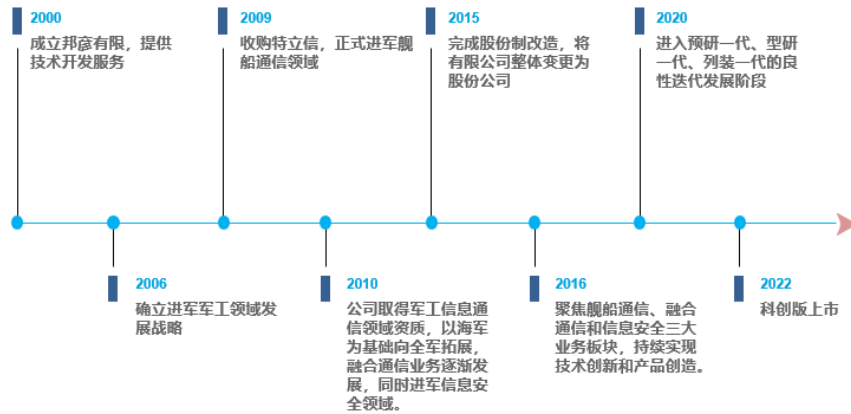 2000
成立邦彦有限，提供
技术开发服务
2009
收购特立信，正式进军舰
船通信领域
2015
完成股份制改造，将
有限公司整体变更为
股份公司
2020
进入预研一代、型研
一代、列装一代的良
性迭代发展阶段
2006
确立进军军工领域发
展战略
2010
公司取得军工信息通
信领域资质，以海军
为基础向全军拓展，
融合通信业务逐渐发
展，同时进军信息安
全领域。
2016
聚焦舰船通信、融合
通信和信息安全三大
业务板块，持续实现
技术创新和产品创造。
2022
科创版上市